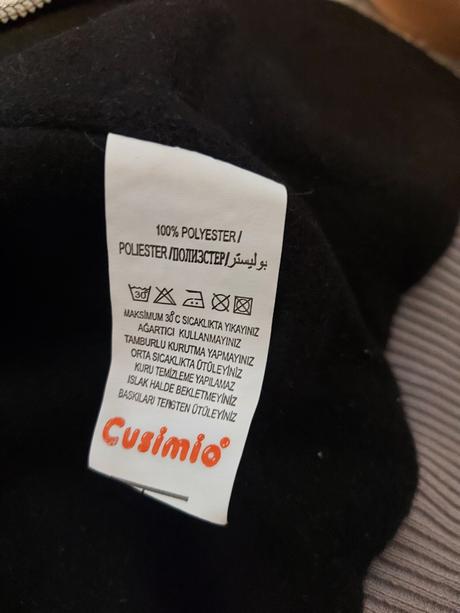 100% POLYESTER/
POLIESTER/ПОЛИЭСТЕР/بوليستر
30
MAKSİMUM 30°C SICAKLIKTA YIKAYINIZ
AĞARTICI KULLANMAYINIZ
TAMBURLU KURUTMA YAPMAYINIZ
ORTA SICAKLIKTA ÜTÜLEYİNİZ
KURU TEMİZLEME YAPILAMAZ
ISLAK HALDE BEKLETMEYİNİZ
BASKILARI TERSTEN ÜTÜLEYİNİZ
Cusimio